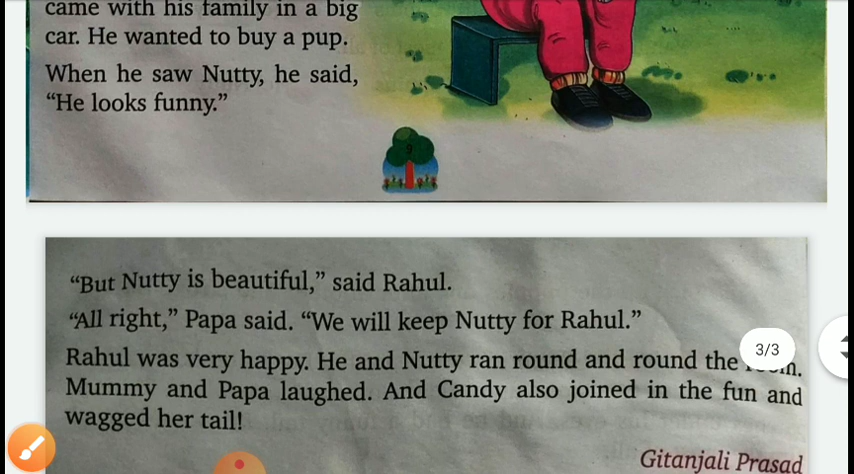 came with his family in a big
car. He wanted to buy a pup.
When he saw Nutty, he said,
“He looks funny.”
9
“But Nutty is beautiful,” said Rahul.
“All right,” Papa said. “We will keep Nutty for Rahul.”
3/3
Rahul was very happy. He and Nutty ran round and round the
Mummy and Papa laughed. And Candy also joined in the fun and
wagged her tail!
Gitanjali Prasad